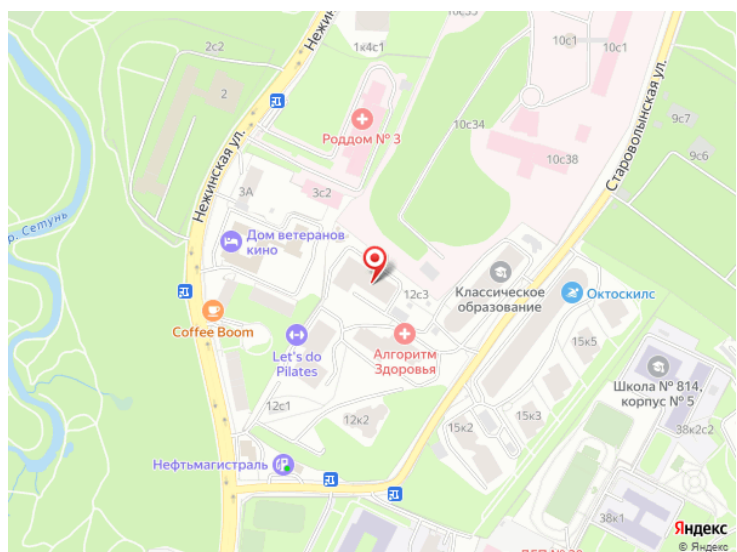 10с35
2с2
Нежинская
1к4с1
10с1
10с1
2
Роддом № 3
10с34
10с38
Староволынская ул.
9с7
9с6
Нежинская ул.
3А
3с2
р. Сетунь
Дом ветеранов
кино
12с3
Классическое
образование
Октоскилс
Coffee Boom
Let's do
Pilates
Алгоритм
Здоровья
15к5
Школа № 814,
корпус № 5
12с1
12к2
15к2
15к3
38к2с2
Нефтьмагистраль
38к1
Яндекс
© Яндекс